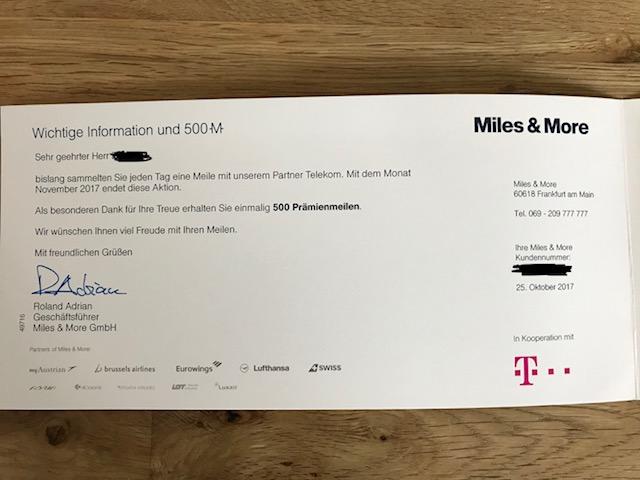 Wichtige Information und 500 M
Miles & More
Sehr geehrter Herr
bislang sammelten Sie jeden Tag eine Meile mit unserem Partner Telekom. Mit dem Monat
November 2017 endet diese Aktion.
Als besonderen Dank für Ihre Treue erhalten Sie einmalig 500 Prämienmeilen.
Wir wünschen Ihnen viel Freude mit Ihren Meilen.
Mit freundlichen Grüßen
R Adrian
Roland Adrian
Geschäftsführer
Miles & More GmbH
49716
Miles & More
60618 Frankfurt am Main
Tel. 069 - 209 777 777
Ihre Miles & More
Kundennummer:
25. Oktober 2017
In Kooperation mit
T
Partners of Miles & More:
myAustrian
brussels airlines
Eurowings
Lufthansa
SWISS
LOT
Luxair